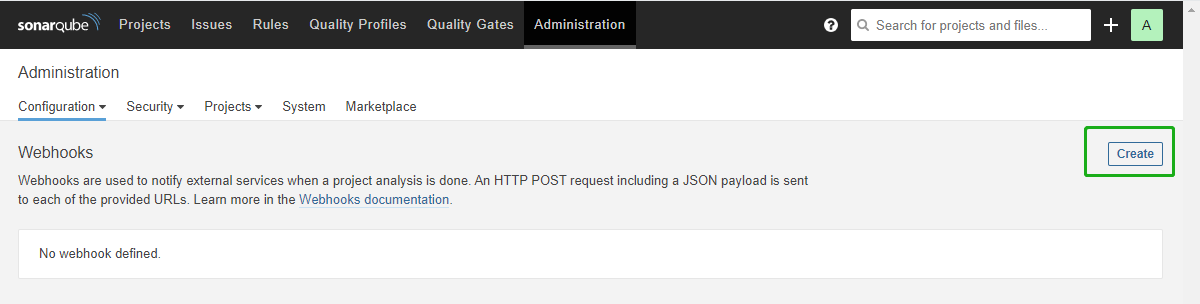 sonarqube Projects Issues Rules Quality Profiles Quality Gates Administration ? Search for projects and files... + A
Administration
Configuration Security Projects System Marketplace
Webhooks Create
Webhooks are used to notify external services when a project analysis is done. An HTTP POST request including a JSON payload is sent
to each of the provided URLs. Learn more in the Webhooks documentation.
No webhook defined.